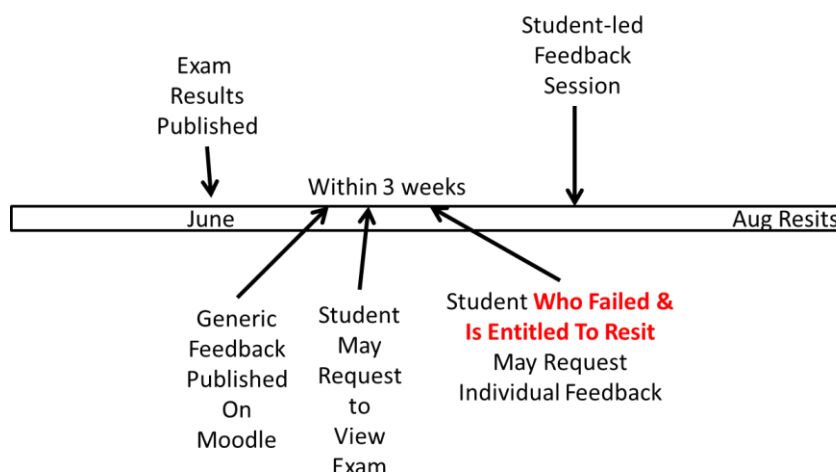 Exam
Results
Published
Student-led
Feedback
Session
Within 3 weeks
June
Aug Resits
Generic
Feedback
Published
On
Moodle
Student
May
Request
to
View
Exam
Student Who Failed &
Is Entitled To Resit
May Request
Individual Feedback